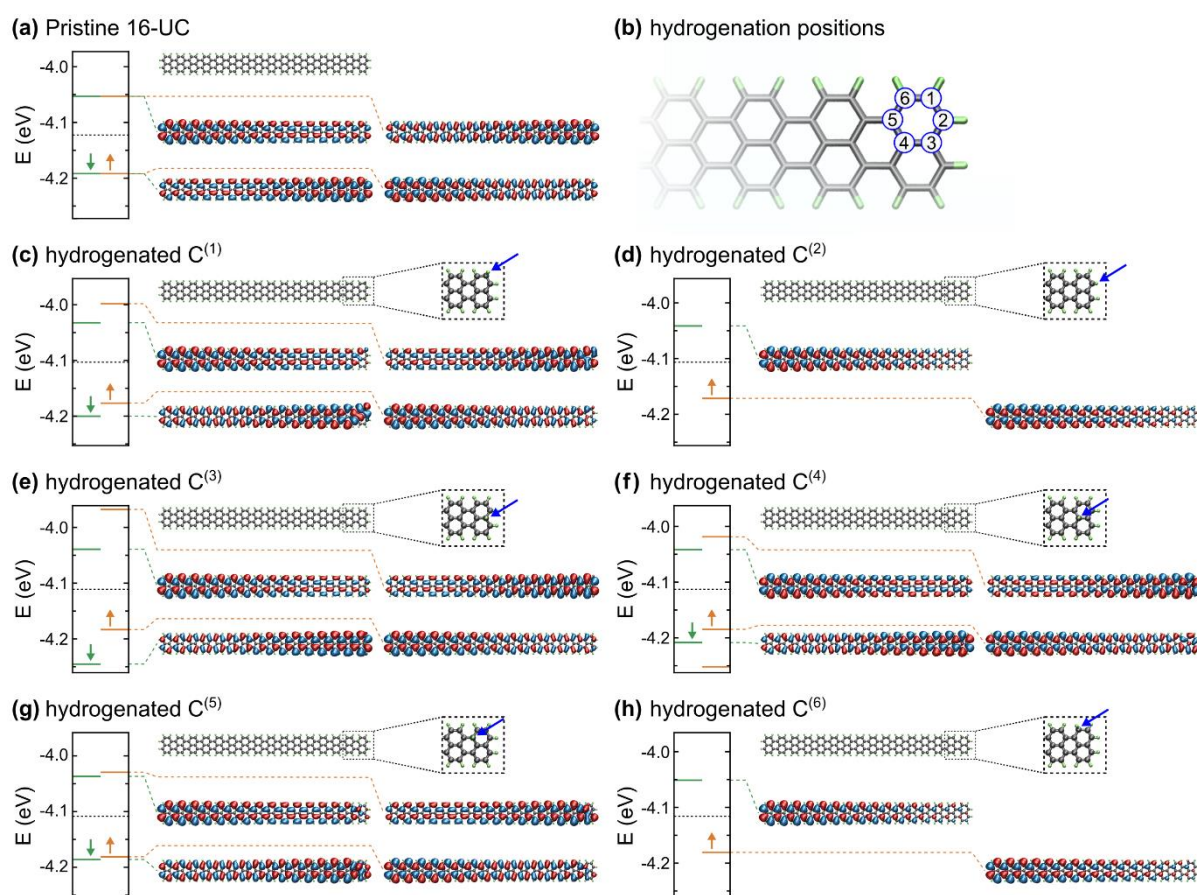 (a) Pristine 16-UC
E (eV)
-4.0
-4.1
-4.2
(b) hydrogenation positions
6 1
5 2
4 3
(c) hydrogenated C(1)
E (eV)
-4.0
-4.1
-4.2
(d) hydrogenated C(2)
E (eV)
-4.0
-4.1
-4.2
(e) hydrogenated C(3)
E (eV)
-4.0
-4.1
-4.2
(f) hydrogenated C(4)
E (eV)
-4.0
-4.1
-4.2
(g) hydrogenated C(5)
E (eV)
-4.0
-4.1
-4.2
(h) hydrogenated C(6)
E (eV)
-4.0
-4.1
-4.2